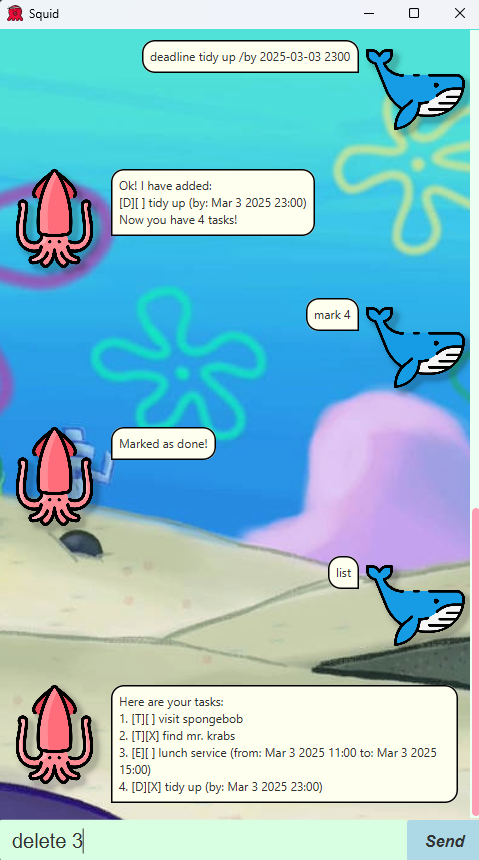 Squid
deadline tidy up /by 2025-03-03 2300
Ok! I have added:
[D][ ] tidy up (by: Mar 3 2025 23:00)
Now you have 4 tasks!
mark 4
Marked as done!
list
Here are your tasks:
1. [T][ ] visit spongebob
2. [T][X] find mr. krabs
3. [E][ ] lunch service (from: Mar 3 2025 11:00 to: Mar 3 2025
15:00)
4. [D][X] tidy up (by: Mar 3 2025 23:00)
delete 3
Send